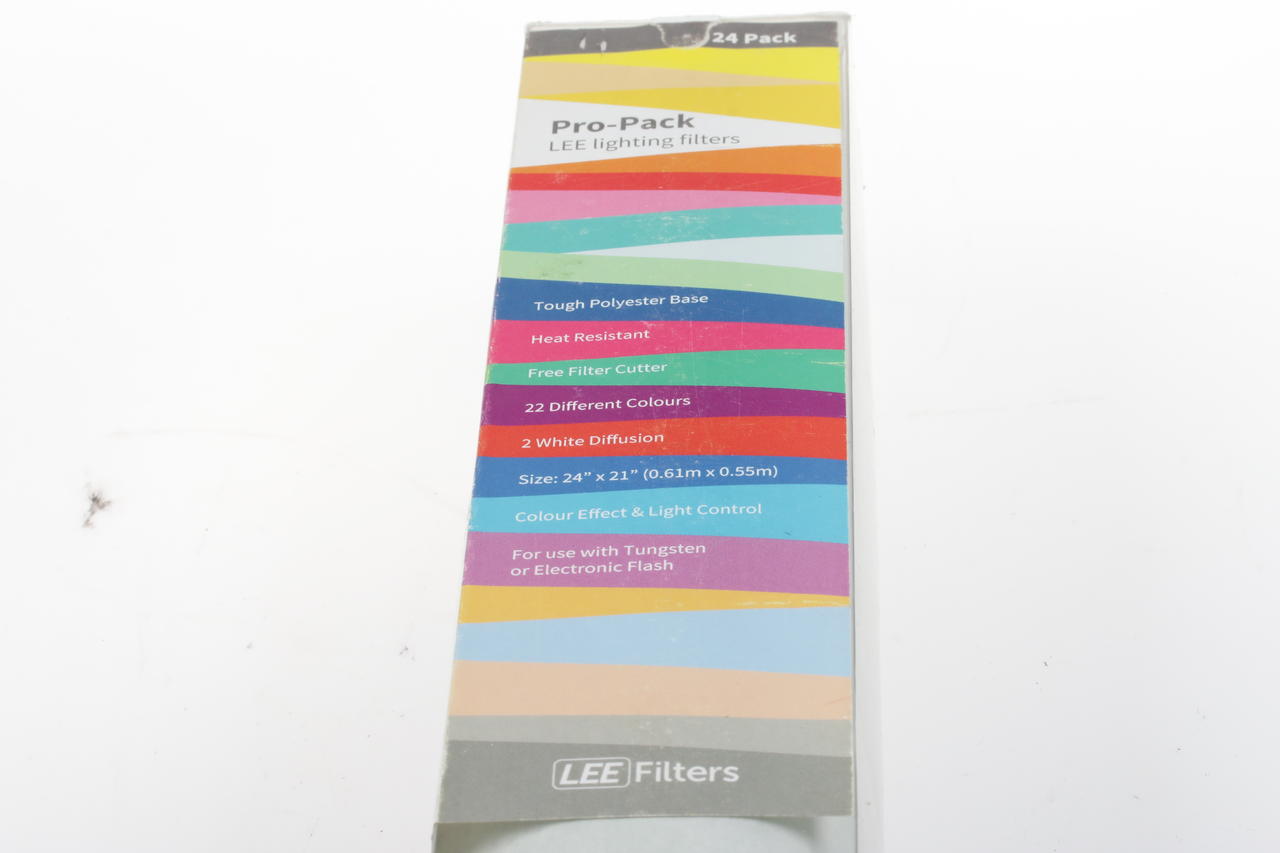 24 Pack
Pro-Pack
LEE lighting filters
Tough Polyester Base
Heat Resistant
Free Filter Cutter
22 Different Colours
2 White Diffusion
Size: 24” x 21” (0.61m x 0.55m)
Colour Effect & Light Control
For use with Tungsten
or Electronic Flash
LEE Filters